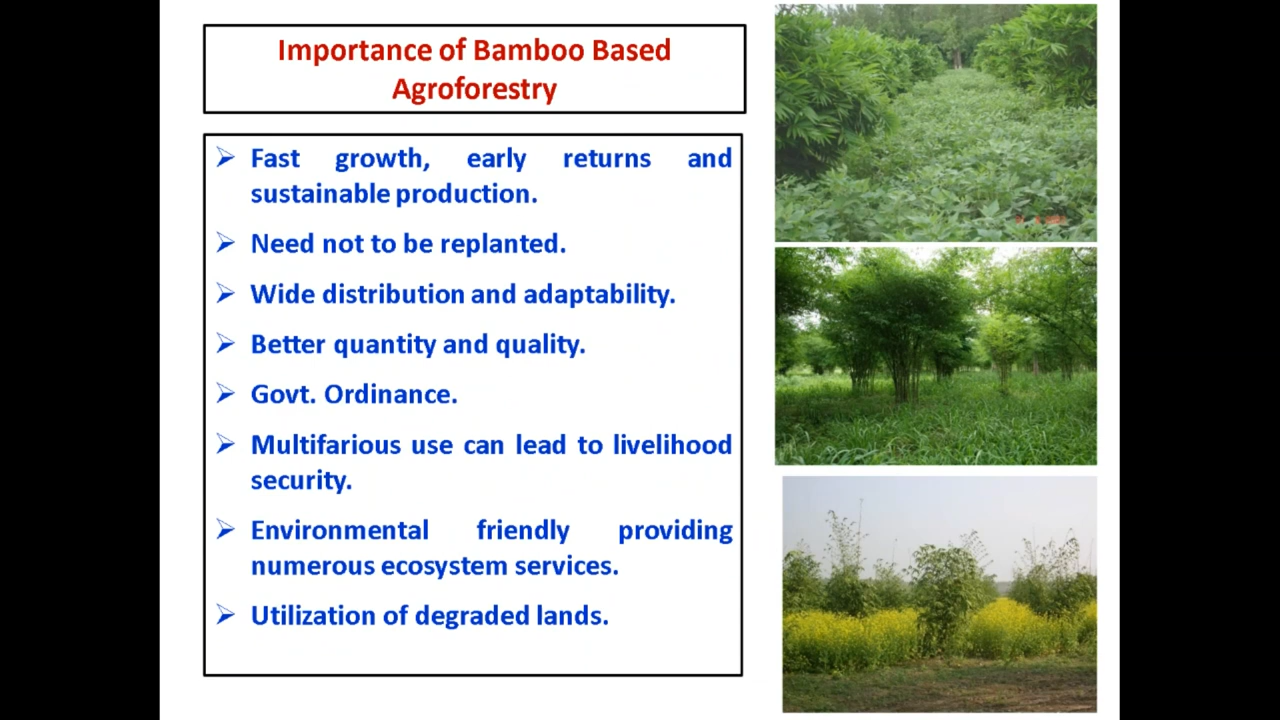 Importance of Bamboo Based
Agroforestry
Fast growth, early returns and
sustainable production.
Need not to be replanted.
Wide distribution and adaptability.
Better quantity and quality.
Govt. Ordinance.
Multifarious use can lead to livelihood
security.
Environmental friendly providing
numerous ecosystem services.
Utilization of degraded lands.